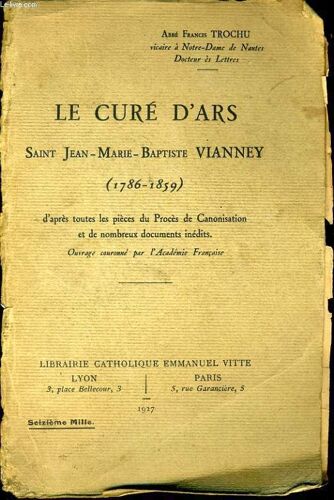 Abbé Francis TROCHU
vicaire à Notre-Dame de Nantes
Docteur ès Lettres
LE CURÉ D'ARS
Saint Jean-Marie-Baptiste VIANNEY
(1786-1859)
d'après toutes les pièces du Procès de Canonisation
et de nombreux documents inédits.
Ouvrage couronné par l'Académie Française
LIBRAIRIE CATHOLIQUE EMMANUEL VITTE
LYON PARIS
3, place Bellecour, 3 5, rue Garancière, 5
1927
Seizième Mille.